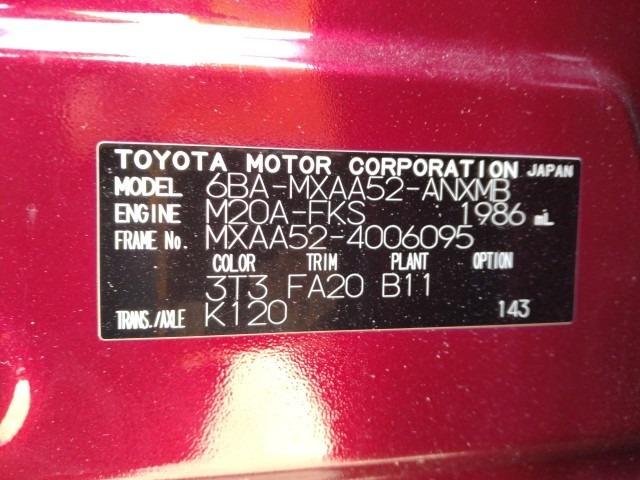 TOYOTA MOTOR CORPORATION JAPAN
MODEL 6BA-MXAA52-ANXMB
ENGINE M20A-FKS 1986 mL
FRAME No. MXAA52-4006095
COLOR TRIM PLANT OPTION
3T3 FA20 B11
TRANS./AXLE K120 143